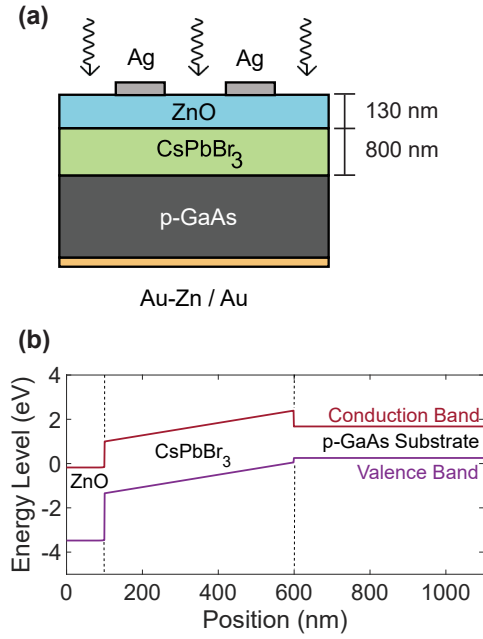 (a)
Ag Ag
ZnO 130 nm
CsPbBr3 800 nm
p-GaAs
Au-Zn / Au
(b)
Energy Level (eV)
4
2
0
-2
-4
Conduction Band
p-GaAs Substrate
Valence Band
CsPbBr3
ZnO
0 200 400 600 800 1000
Position (nm)